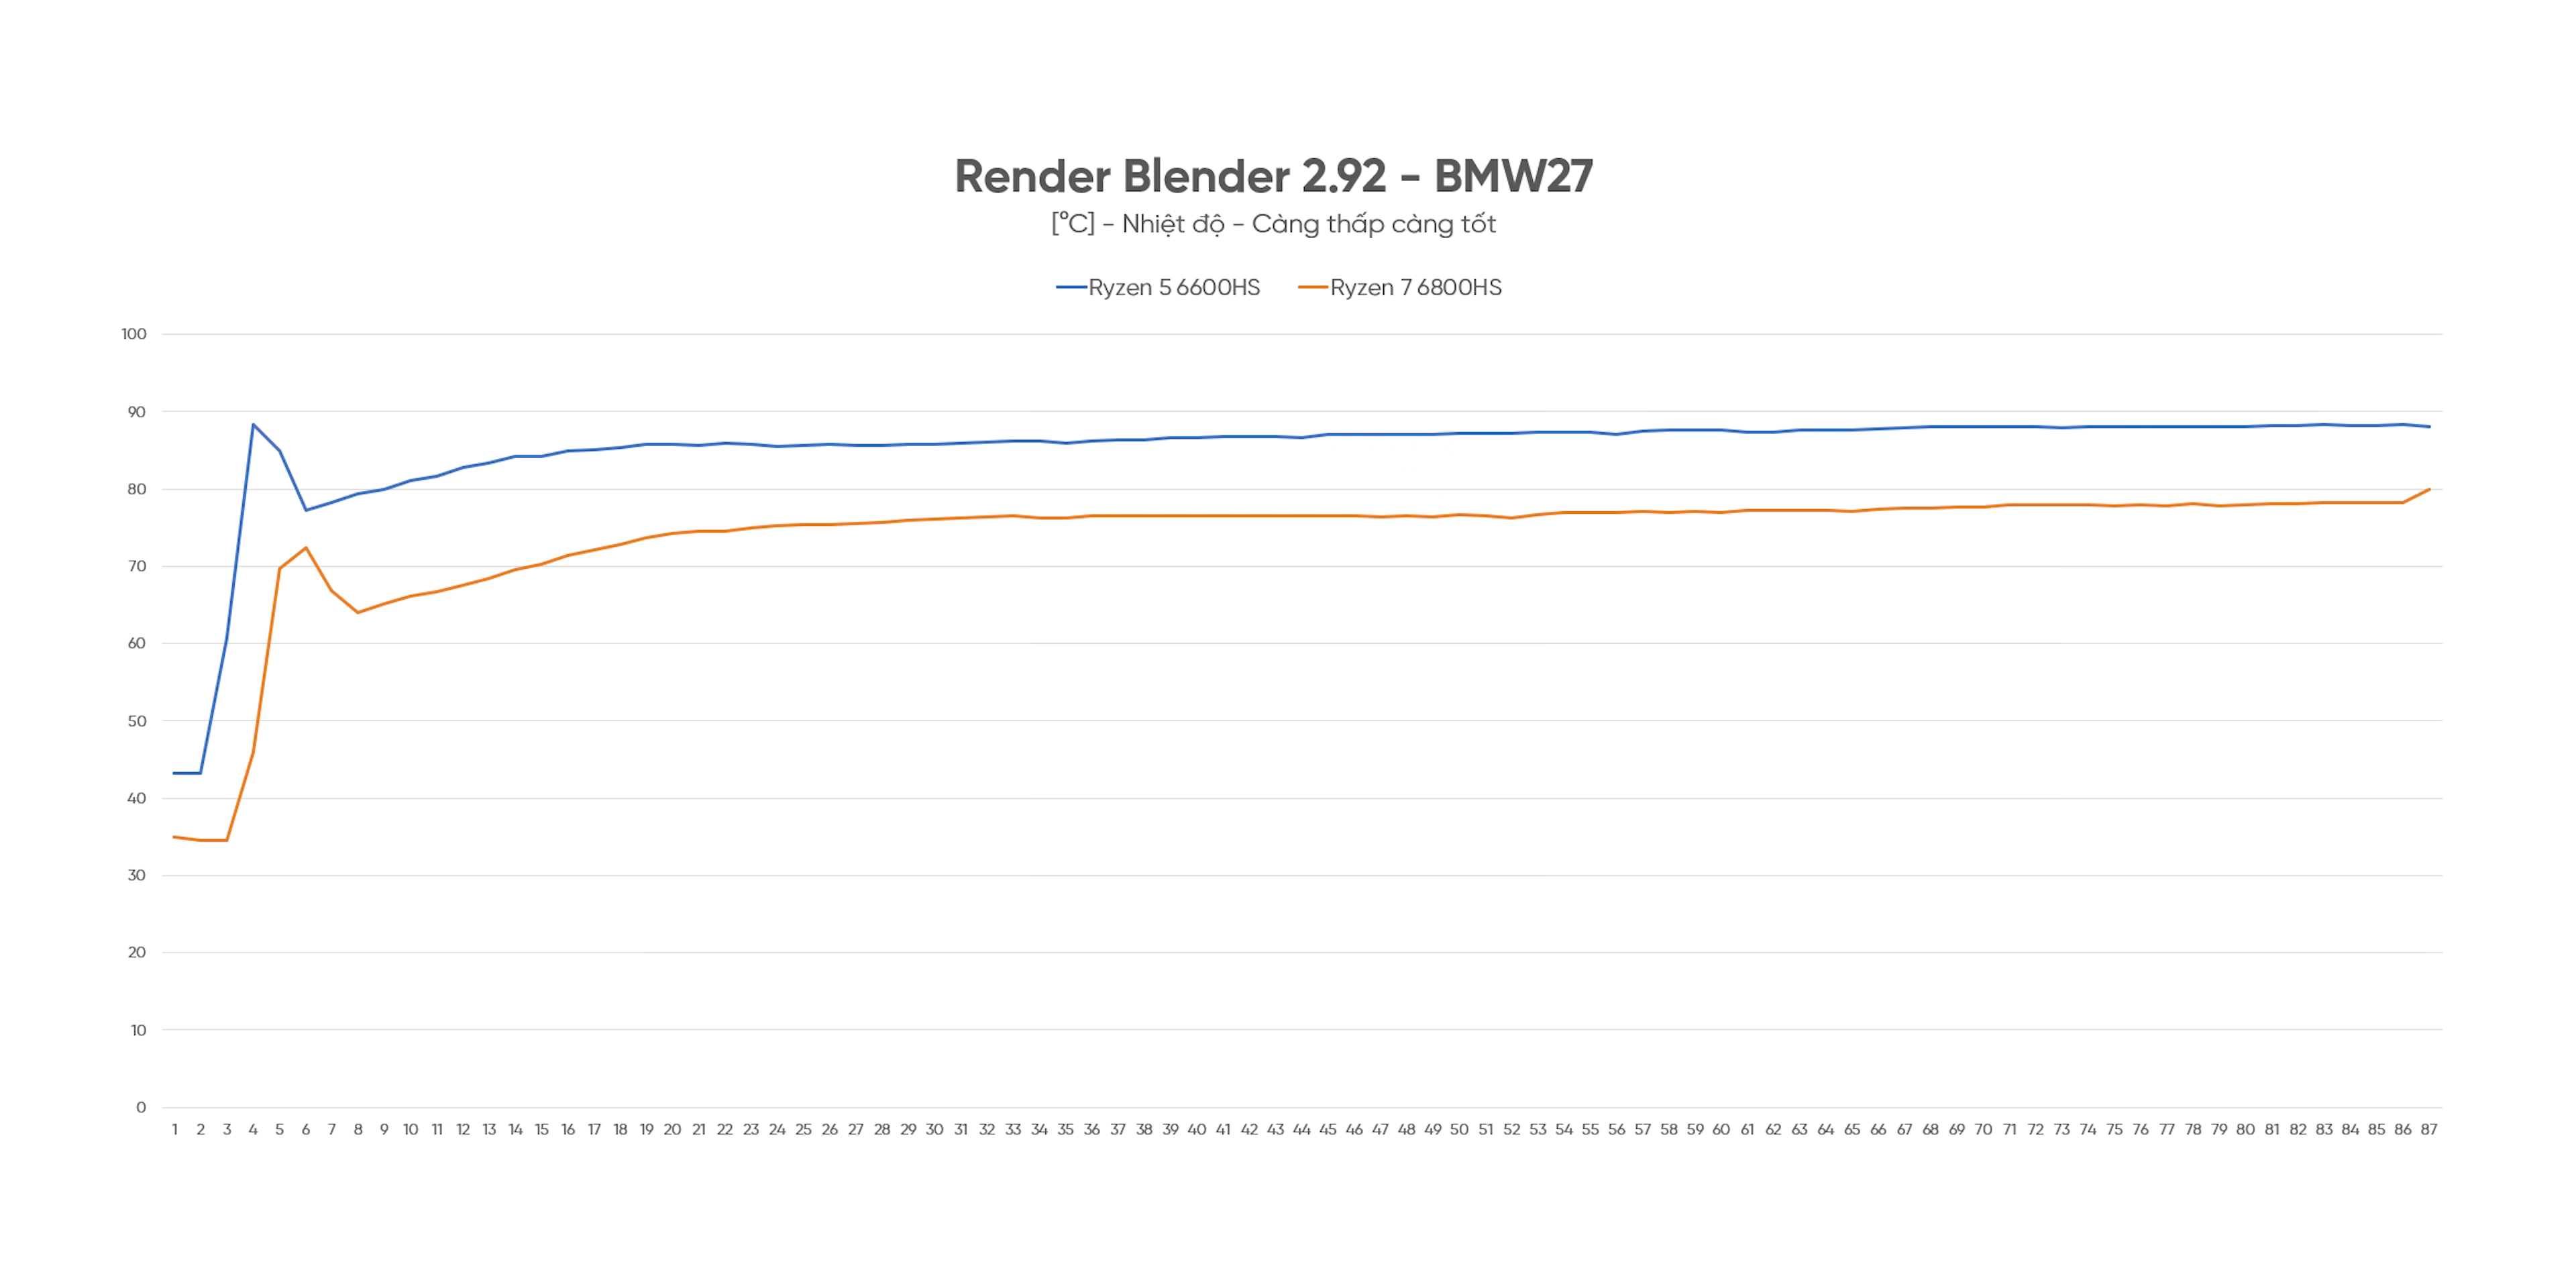 Render Blender 2.92 - BMW27
[°C] - Nhiệt độ - Càng thấp càng tốt
Ryzen 5 6600HS Ryzen 7 6800HS
100
90
80
70
60
50
40
30
20
10
0
1 2 3 4 5 6 7 8 9 10 11 12 13 14 15 16 17 18 19 20 21 22 23 24 25 26 27 28 29 30 31 32 33 34 35 36 37 38 39 40 41 42 43 44 45 46 47 48 49 50 51 52 53 54 55 56 57 58 59 60 61 62 63 64 65 66 67 68 69 70 71 72 73 74 75 76 77 78 79 80 81 82 83 84 85 86 87